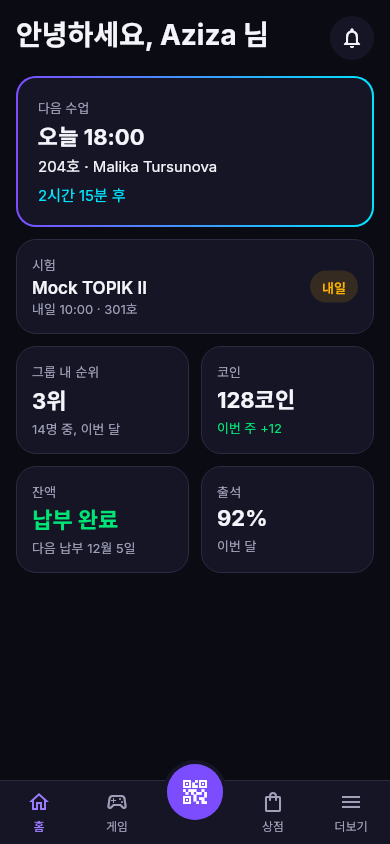 안녕하세요, Aziza 님
다음 수업
오늘 18:00
204호 · Malika Tursunova
2시간 15분 후
시험
Mock TOPIK II
내일 10:00 · 301호
내일
그룹 내 순위
3위
14명 중, 이번 달
코인
128코인
이번 주 +12
잔액
납부 완료
다음 납부 12월 5일
출석
92%
이번 달
홈
게임
상점
더보기